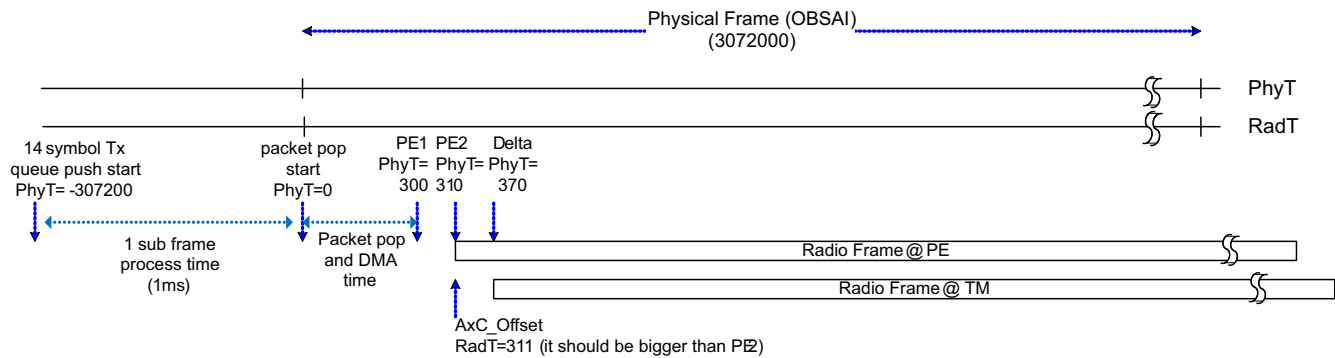 Physical Frame (OBSAI)
(3072000)
PhyT
RadT
14 symbol Tx
queue push start
PhyT= -307200
packet pop
start
PhyT=0
PE1
PhyT=
300
PE2
PhyT=
310
Delta
PhyT=
370
1 sub frame
process time
(1ms)
Packet pop
and DMA
time
Radio Frame @ PE
Radio Frame @ TM
AxC_Offset
RadT=311 (it should be bigger than PE2)